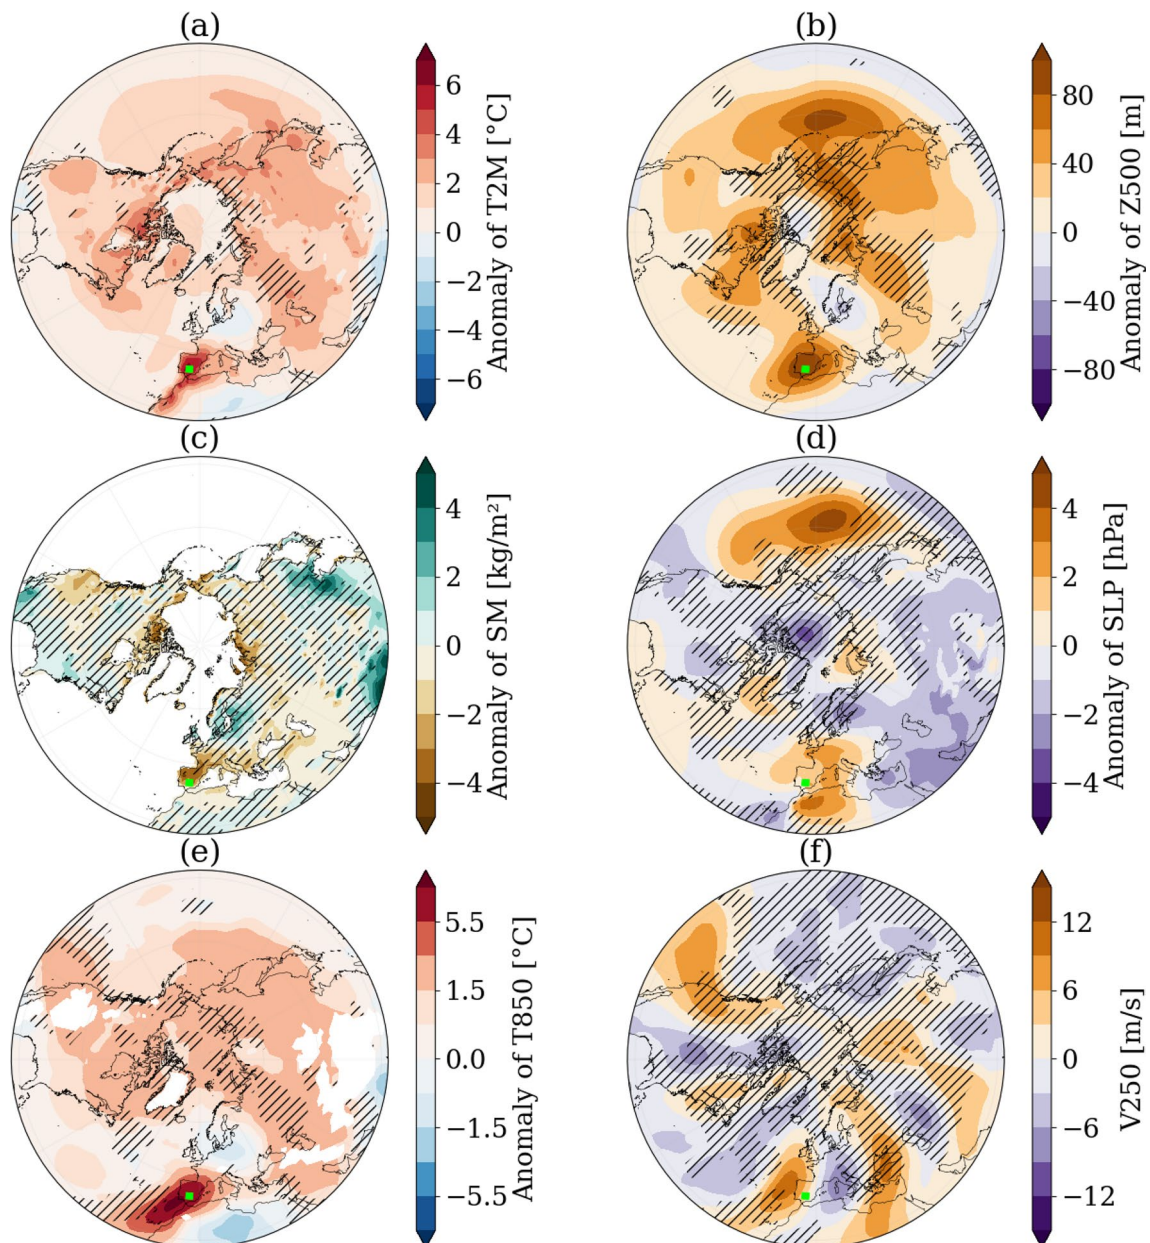 (a)
6
4
2
0
−2
−4
−6
Anomaly of T2M [°C]
(b)
80
40
0
−40
−80
Anomaly of Z500 [m]
(c)
4
2
0
−2
−4
Anomaly of SM [kg/m²]
(d)
4
2
0
−2
−4
Anomaly of SLP [hPa]
(e)
5.5
1.5
0.0
−1.5
−5.5
Anomaly of T850 [°C]
(f)
12
6
0
−6
−12
V250 [m/s]